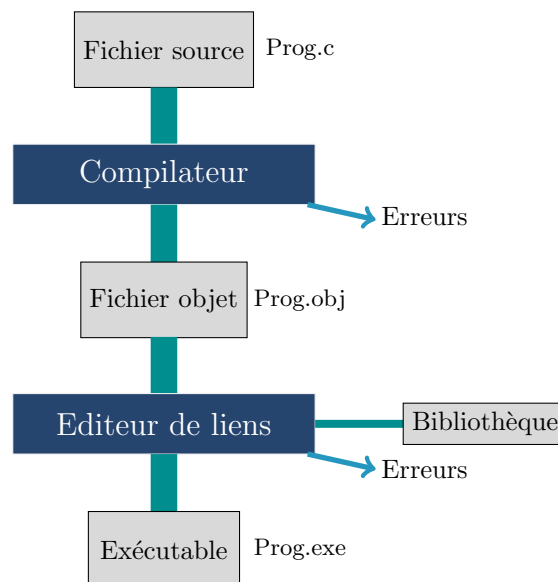 Fichier source
Prog.c
Compilateur
Erreurs
Fichier objet
Prog.obj
Editeur de liens
Bibliothèque
Erreurs
Exécutable
Prog.exe